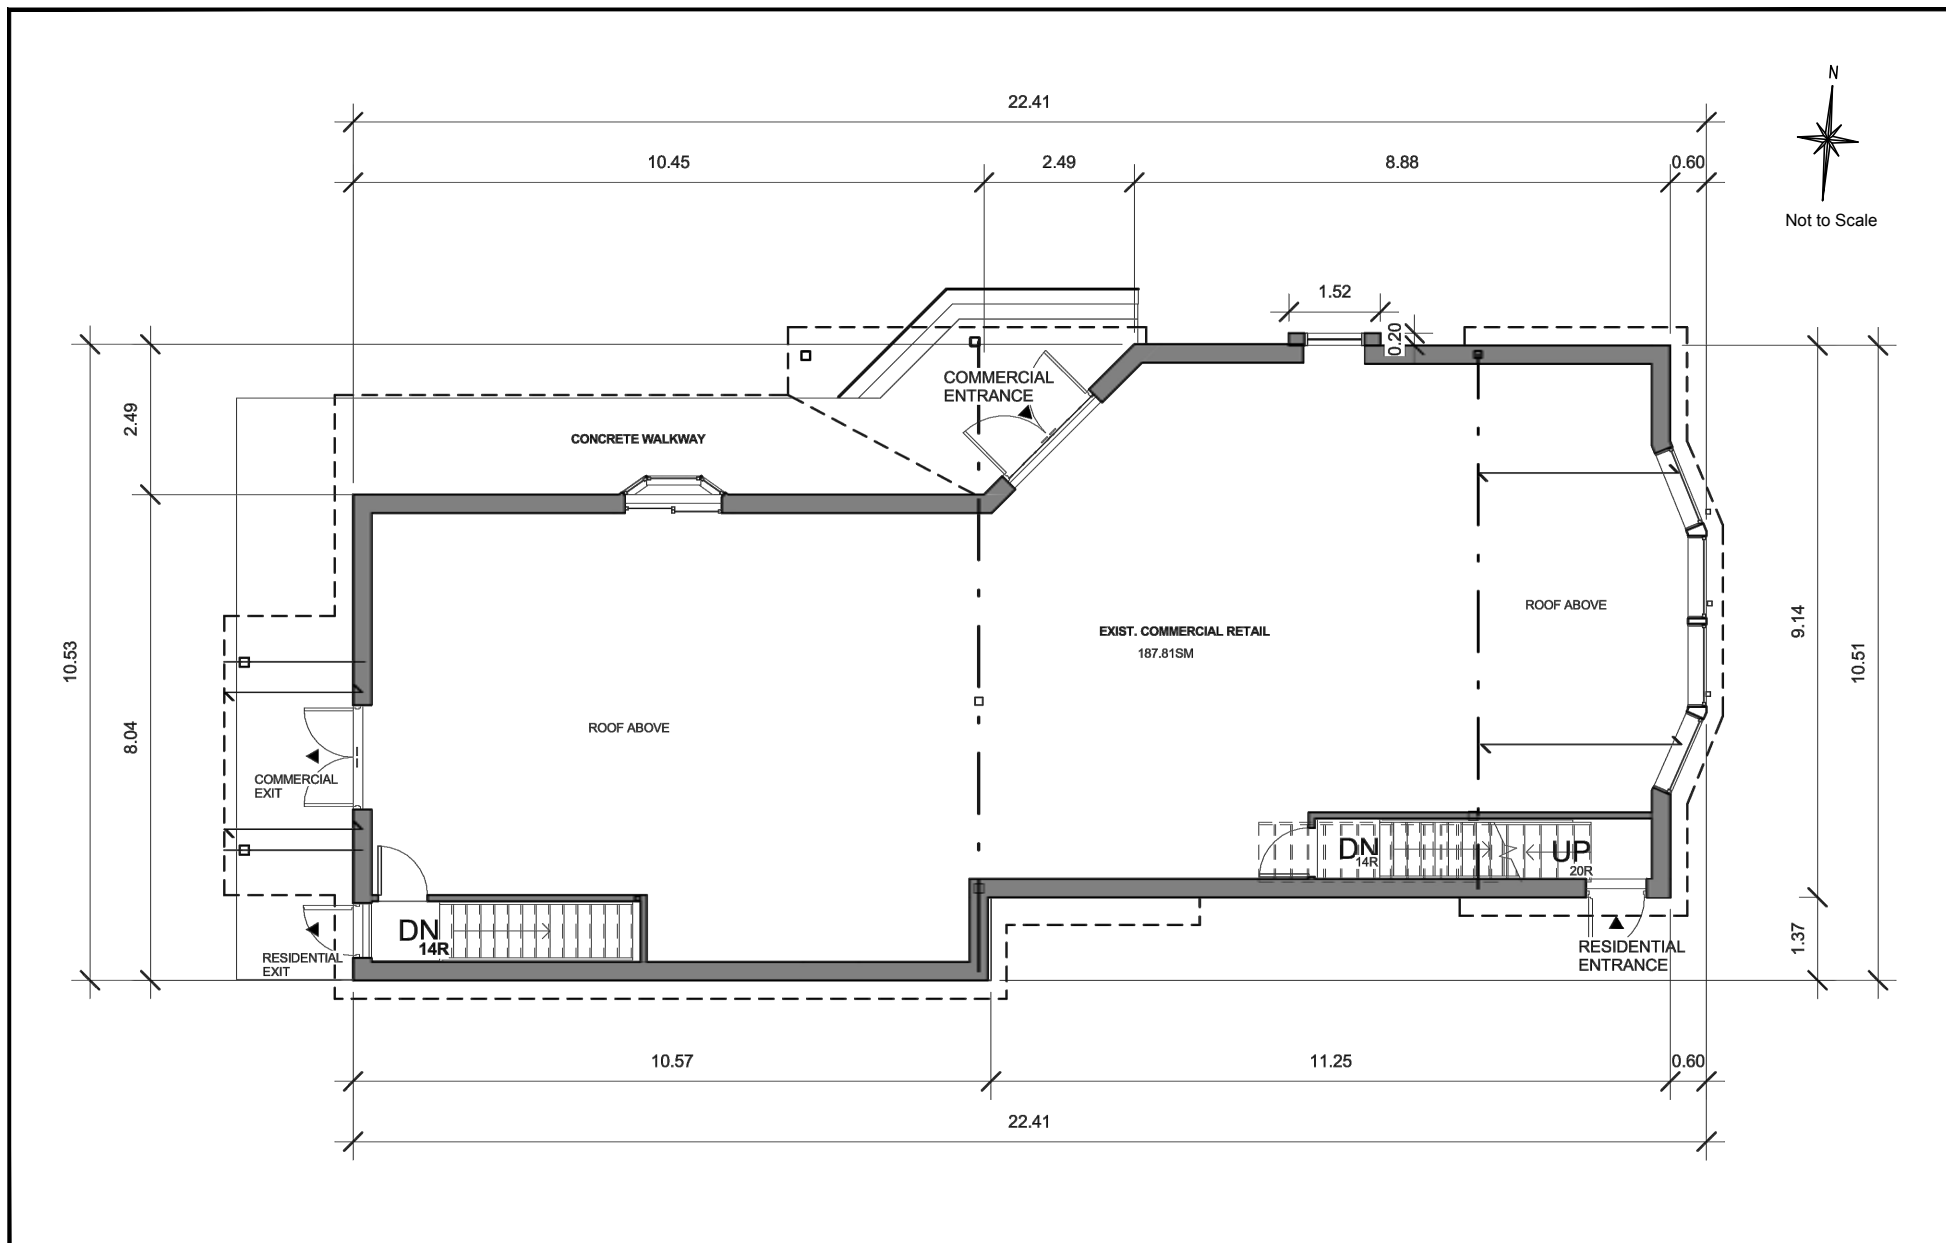 N
Not to Scale
22.41
10.45
2.49
8.88
0.60
1.52
0.20
COMMERCIAL
ENTRANCE
2.49
CONCRETE WALKWAY
ROOF ABOVE
EXIST. COMMERCIAL RETAIL
187.81SM
9.14
10.53
10.51
8.04
ROOF ABOVE
COMMERCIAL
EXIT
DN
14R
UP
20R
DN
14R
RESIDENTIAL
EXIT
RESIDENTIAL
ENTRANCE
1.37
10.57
11.25
0.60
22.41